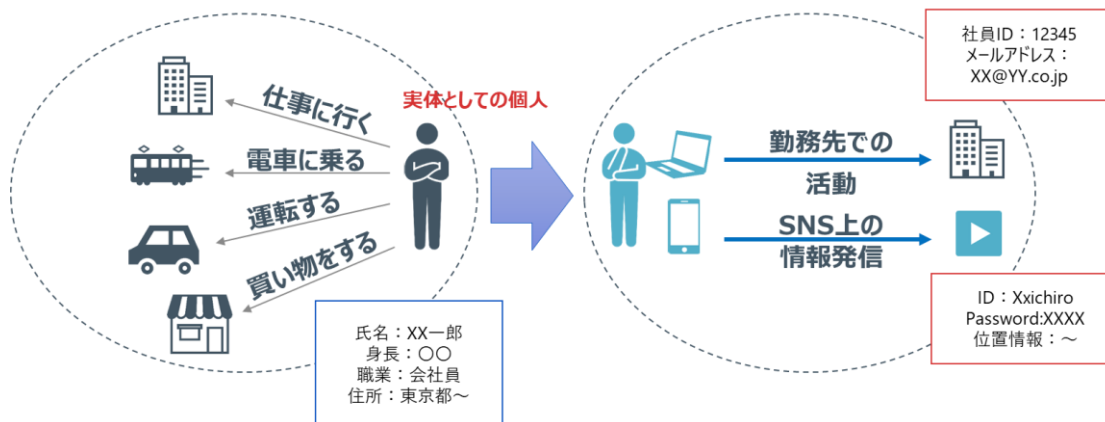 実体としての個人
仕事に行く
電車に乗る
運転する
買い物をする
氏名：XX一郎
身長：〇〇
職業：会社員
住所：東京都～
社員ID：12345
メールアドレス：
XX@YY.co.jp
勤務先での
活動
SNS上の
情報発信
ID：Xxichiro
Password:XXXX
位置情報：～